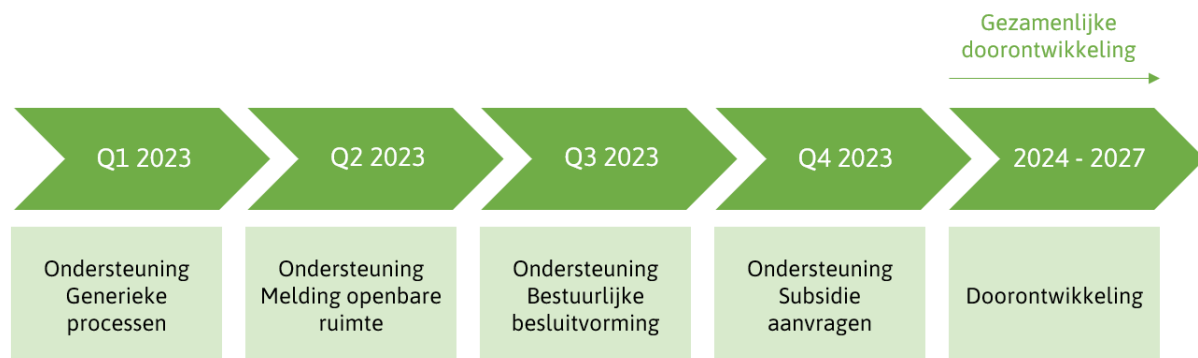 Gezamenlijke
doorontwikkeling
Q1 2023
Q2 2023
Q3 2023
Q4 2023
2024 - 2027
Ondersteuning
Generieke
processen
Ondersteuning
Melding openbare
ruimte
Ondersteuning
Bestuurlijke
besluitvorming
Ondersteuning
Subsidie
aanvragen
Doorontwikkeling